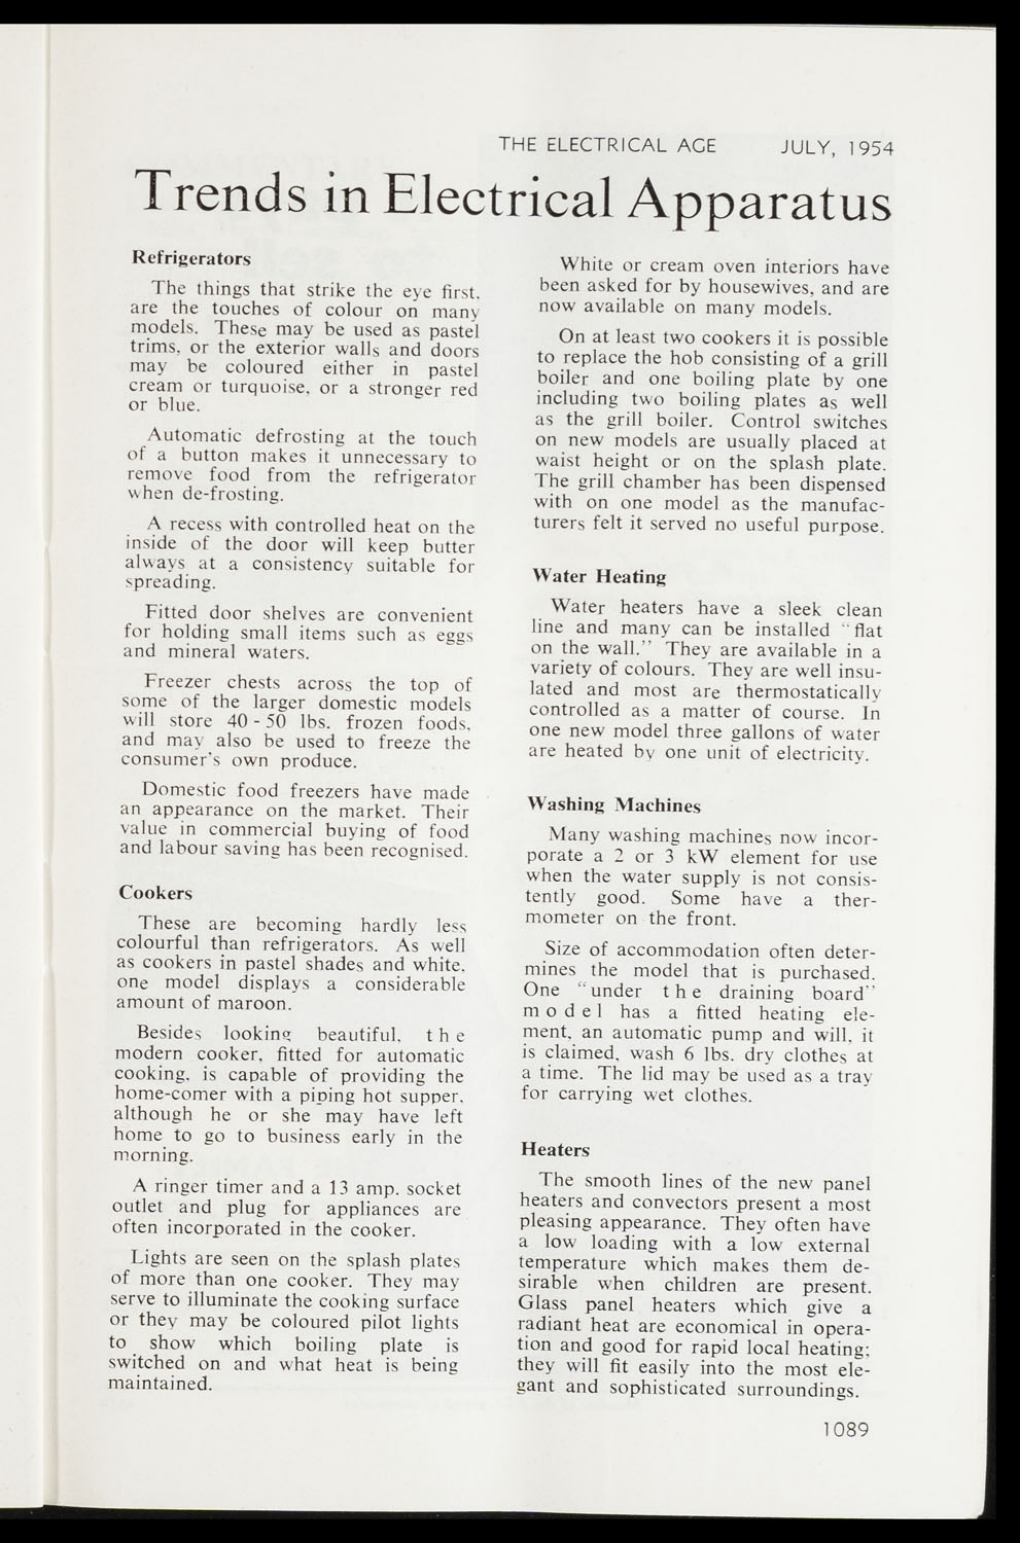 THE ELECTRICAL AGE JULY, 1954
Trends in Electrical Apparatus
Refrigerators
The things that strike the eye first,
are the touches of colour on many
models. These may be used as pastel
trims, or the exterior walls and doors
may be coloured either in pastel
cream or turquoise, or a stronger red
or blue.
Automatic defrosting at the touch
of a button makes it unnecessary to
remove food from the refrigerator
when de-frosting.
A recess with controlled heat on the
inside of the door will keep butter
always at a consistency suitable for
spreading.
Fitted door shelves are convenient
for holding small items such as eggs
and mineral waters.
Freezer chests across the top of
some of the larger domestic models
will store 40 - 50 lbs. frozen foods,
and may also be used to freeze the
consumer's own produce.
Domestic food freezers have made
an appearance on the market. Their
value in commercial buying of food
and labour saving has been recognised.
Cookers
These are becoming hardly less
colourful than refrigerators. As well
as cookers in pastel shades and white,
one model displays a considerable
amount of maroon.
Besides looking beautiful, the
modern cooker, fitted for automatic
cooking, is capable of providing the
home-comer with a piping hot supper,
although he or she may have left
home to go to business early in the
morning.
A ringer timer and a 13 amp. socket
outlet and plug for appliances are
often incorporated in the cooker.
Lights are seen on the splash plates
of more than one cooker. They may
serve to illuminate the cooking surface
or they may be coloured pilot lights
to show which boiling plate is
switched on and what heat is being
maintained.
White or cream oven interiors have
been asked for by housewives, and are
now available on many models.
On at least two cookers it is possible
to replace the hob consisting of a grill
boiler and one boiling plate by one
including two boiling plates as well
as the grill boiler. Control switches
on new models are usually placed at
waist height or on the splash plate.
The grill chamber has been dispensed
with on one model as the manufac-
turers felt it served no useful purpose.
Water Heating
Water heaters have a sleek clean
line and many can be installed "flat
on the wall." They are available in a
variety of colours. They are well insu-
lated and most are thermostatically
controlled as a matter of course. In
one new model three gallons of water
are heated by one unit of electricity.
Washing Machines
Many washing machines now incor-
porate a 2 or 3 kW element for use
when the water supply is not consis-
tently good. Some have a ther-
mometer on the front.
Size of accommodation often deter-
mines the model that is purchased.
One "under the draining board"
model has a fitted heating ele-
ment, an automatic pump and will, it
is claimed, wash 6 lbs. dry clothes at
a time. The lid may be used as a tray
for carrying wet clothes.
Heaters
The smooth lines of the new panel
heaters and convectors present a most
pleasing appearance. They often have
a low loading with a low external
temperature which makes them de-
sirable when children are present.
Glass panel heaters which give a
radiant heat are economical in opera-
tion and good for rapid local heating;
they will fit easily into the most ele-
gant and sophisticated surroundings.
1089